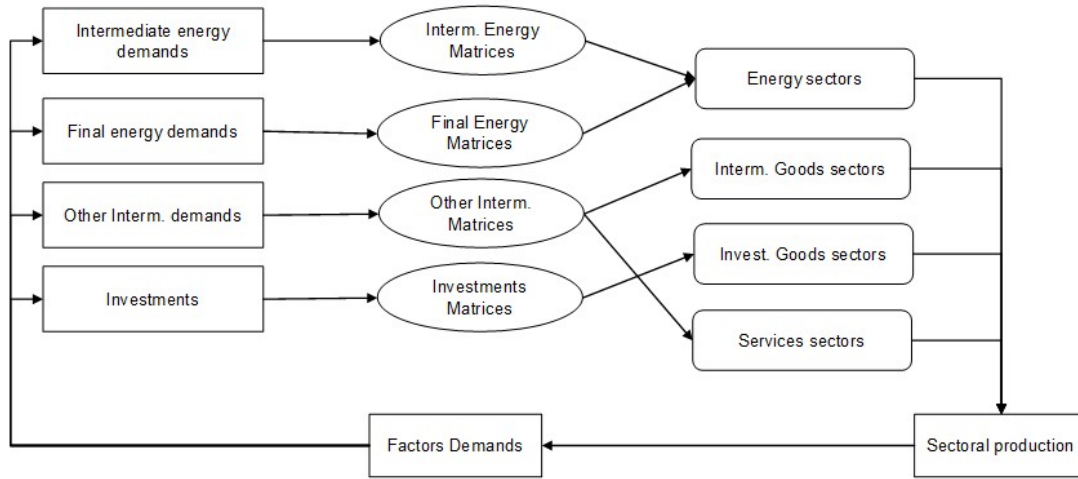 Intermediate energy
demands
Interm. Energy
Matrices
Energy sectors
Final energy demands
Final Energy
Matrices
Interm. Goods sectors
Other Interm. demands
Other Interm.
Matrices
Invest. Goods sectors
Investments
Investments
Matrices
Services sectors
Factors Demands
Sectoral production